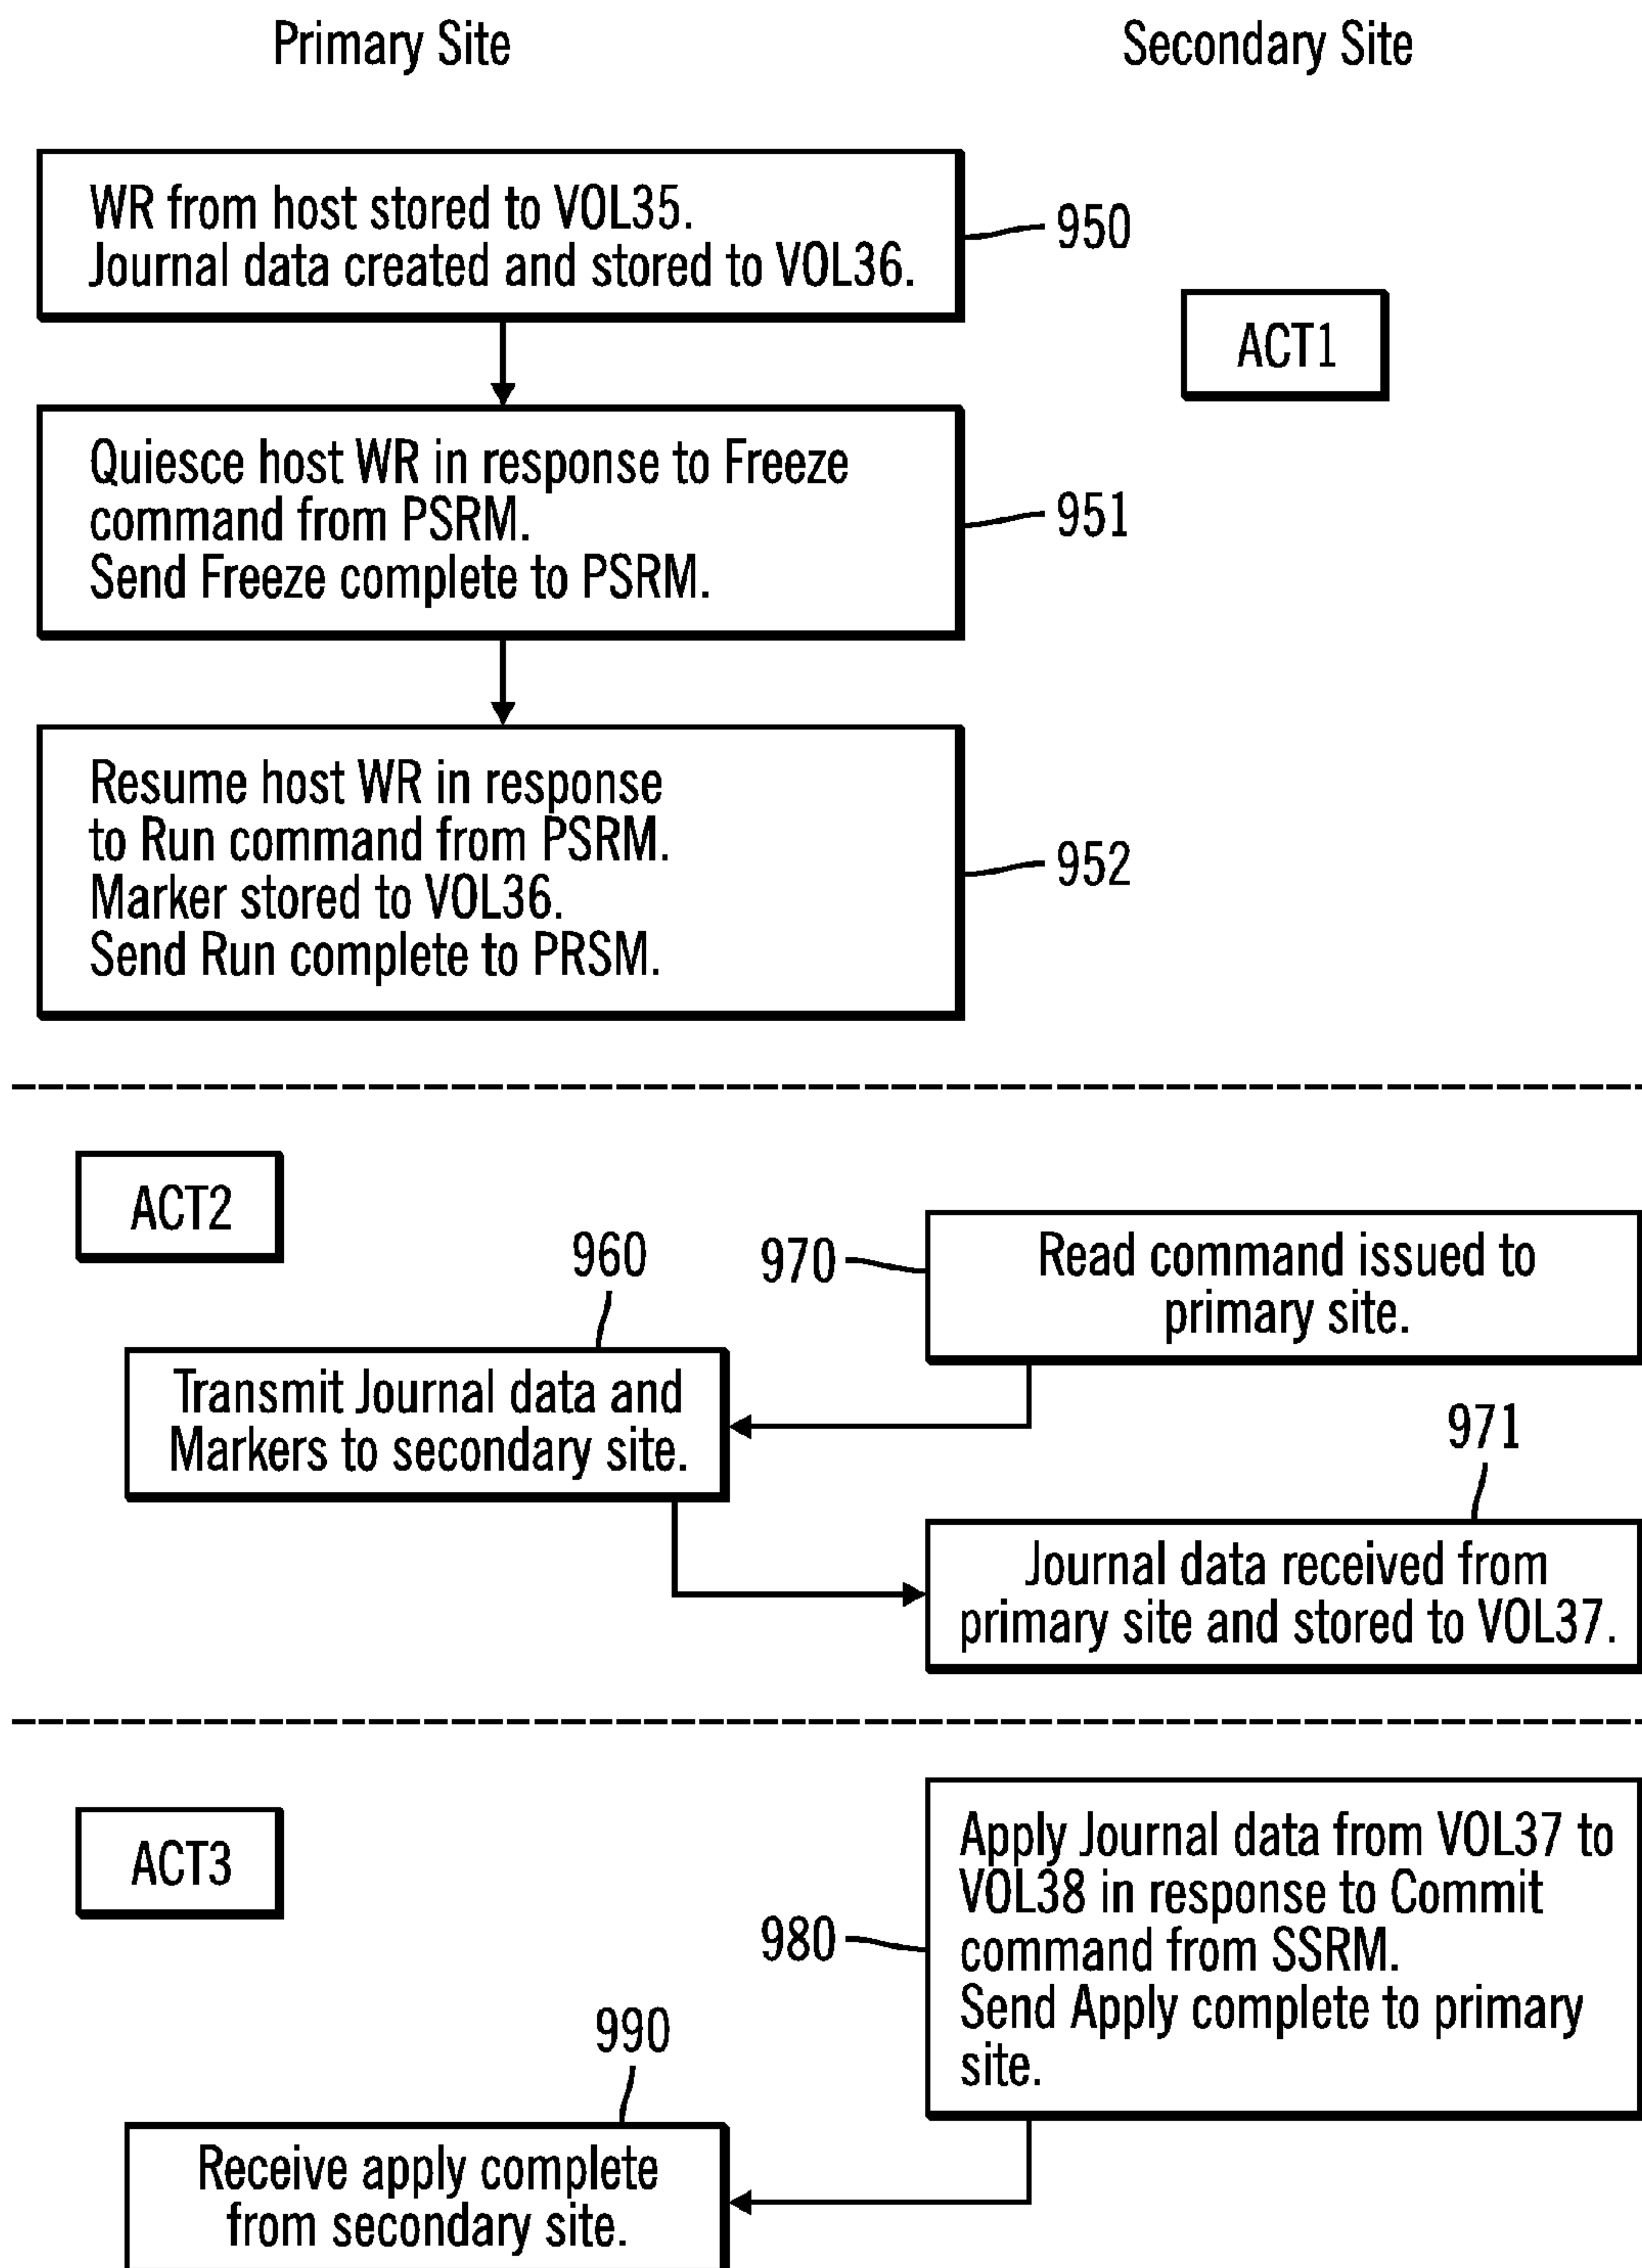 Primary Site
Secondary Site
WR from host stored to VOL35.
Journal data created and stored to VOL36.
950
ACT1
Quiesce host WR in response to Freeze
command from PSRM.
Send Freeze complete to PSRM.
951
Resume host WR in response
to Run command from PSRM.
Marker stored to VOL36.
Send Run complete to PRSM.
952
ACT2
960
970
Read command issued to
primary site.
Transmit Journal data and
Markers to secondary site.
971
Journal data received from
primary site and stored to VOL37.
ACT3
980
Apply Journal data from VOL37 to
VOL38 in response to Commit
command from SSRM.
Send Apply complete to primary
site.
990
Receive apply complete
from secondary site.